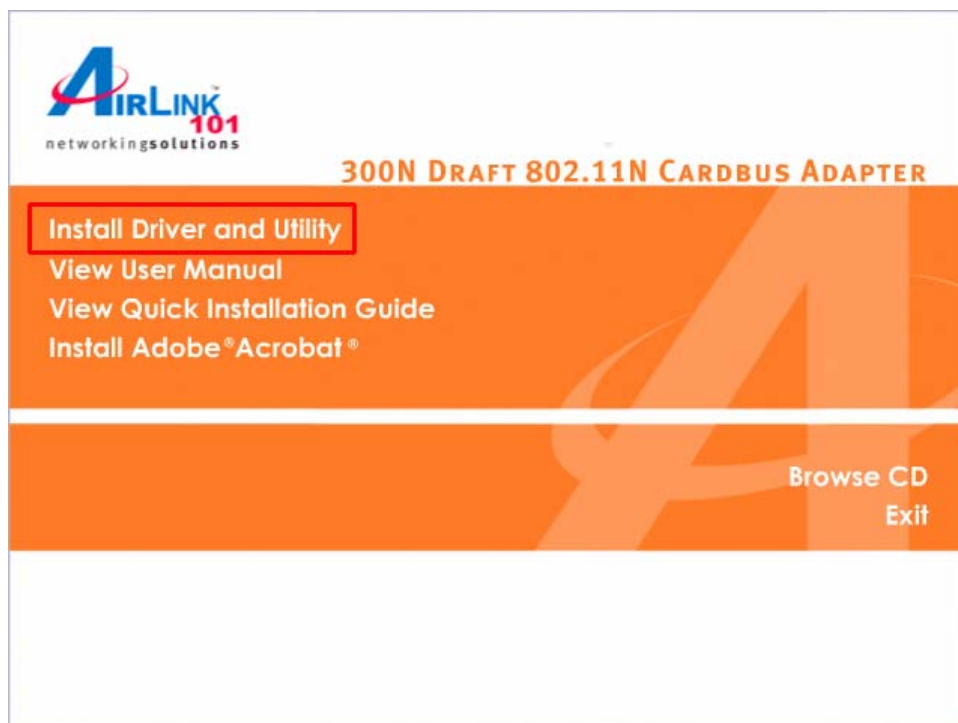 AIRLINK
101
networkingsolutions
300N DRAFT 802.11N CARDBUS ADAPTER
Install Driver and Utility
View User Manual
View Quick Installation Guide
Install Adobe®Acrobat®
Browse CD
Exit